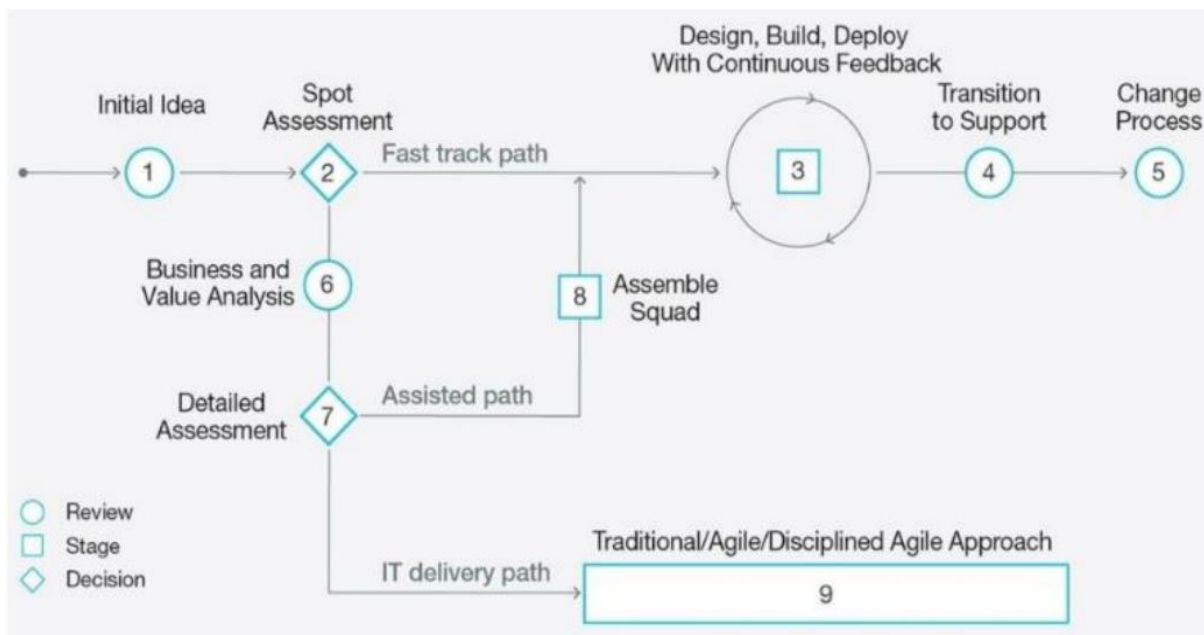 Design, Build, Deploy
With Continuous Feedback
Initial Idea
Spot
Assessment
Transition
to Support
Change
Process
Fast track path
1
2
3
4
5
Business and
Value Analysis
6
8
Assemble
Squad
Detailed
Assessment
7
Assisted path
Review
Stage
Decision
Traditional/Agile/Disciplined Agile Approach
IT delivery path
9